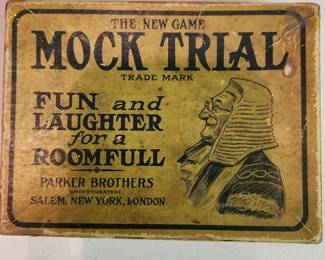 THE NEW GAME
MOCK TRIAL
TRADE MARK
FUN and
LAUGHTER
for a
ROOMFULL
PARKER BROTHERS
INCORPORATED
SALEM, NEW YORK, LONDON